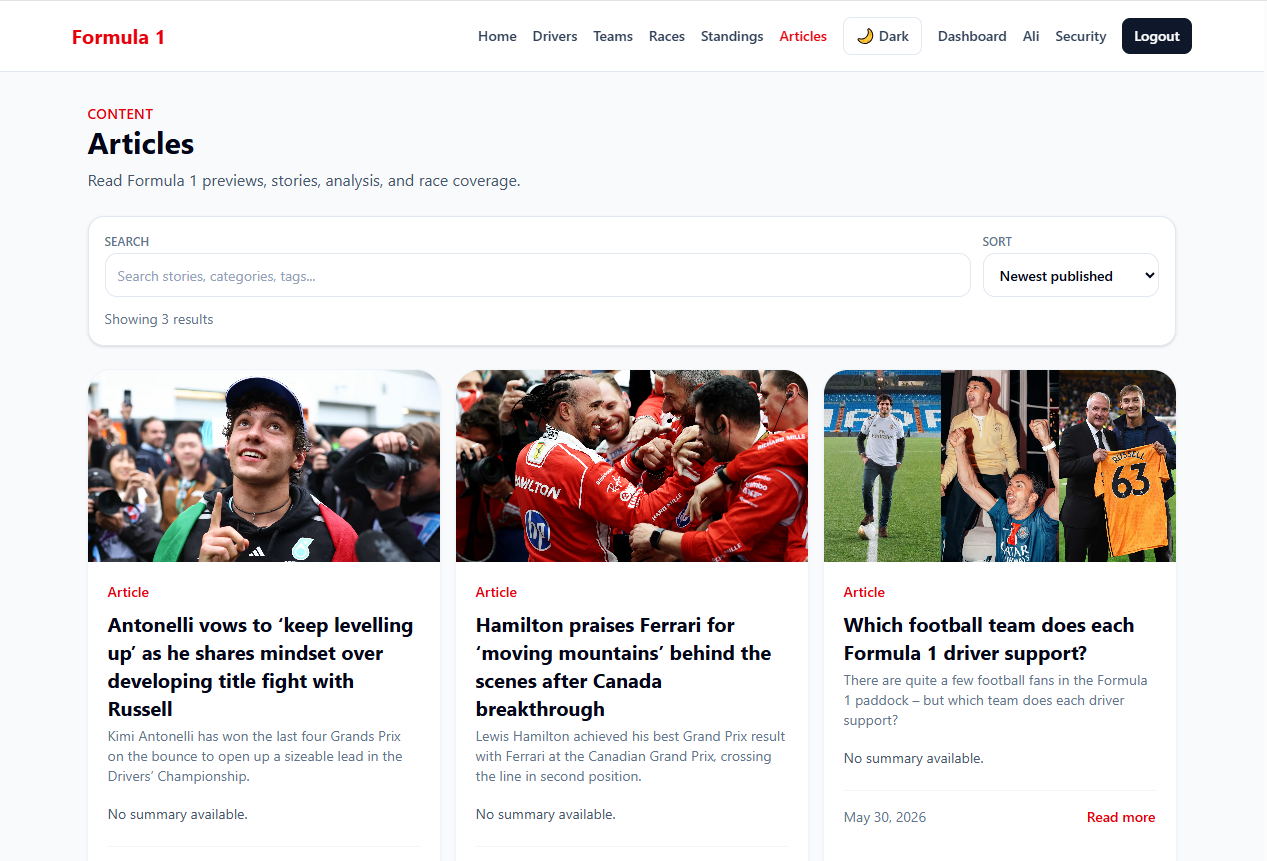 Formula 1
Home Drivers Teams Races Standings Articles 🌙 Dark Dashboard Ali Security Logout
CONTENT
Articles
Read Formula 1 previews, stories, analysis, and race coverage.
SEARCH
SORT
Search stories, categories, tags...
Newest published
Showing 3 results
HAMILTON
RICHARD MILLE
RUSSELL
63
QATAR
AIRWAYS
Article
Antonelli vows to ‘keep levelling
up’ as he shares mindset over
developing title fight with
Russell
Kimi Antonelli has won the last four Grands Prix
on the bounce to open up a sizeable lead in the
Drivers’ Championship.
No summary available.
Article
Hamilton praises Ferrari for
‘moving mountains’ behind the
scenes after Canada
breakthrough
Lewis Hamilton achieved his best Grand Prix result
with Ferrari at the Canadian Grand Prix, crossing
the line in second position.
No summary available.
Article
Which football team does each
Formula 1 driver support?
There are quite a few football fans in the Formula
1 paddock – but which team does each driver
support?
No summary available.
May 30, 2026
Read more